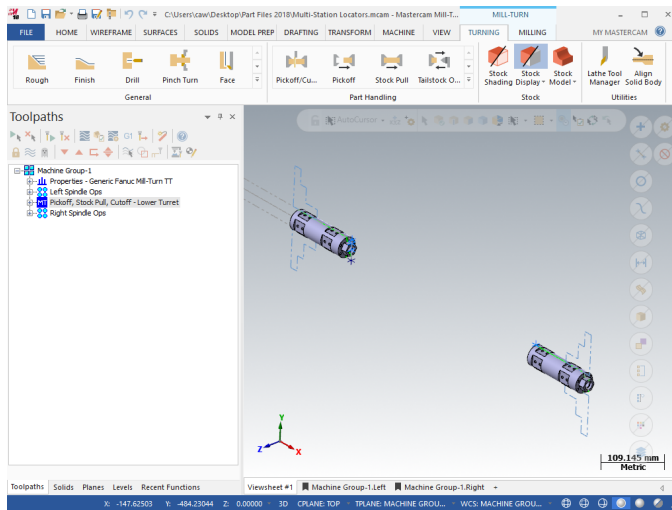 C:\Users\caw\Desktop\Part Files 2018\Multi-Station Locators.mcam - Mastercam Mill-T...
MILL-TURN
FILE HOME WIREFRAME SURFACES SOLIDS MODEL PREP DRAFTING TRANSFORM MACHINE VIEW TURNING MILLING MY MASTERCAM
Rough Finish Drill Pinch Turn Face Pickoff/Cu... Pickoff Stock Pull Tailstock O... Stock Shading Stock Display Stock Model Lathe Tool Manager Align Solid Body
General Part Handling Stock Utilities
Toolpaths
AutoCursor
G1
Machine Group-1
Properties - Generic Fanuc Mill-Turn TT
Left Spindle Ops
MT Pickoff, Stock Pull, Cutoff - Lower Turret
Right Spindle Ops
Y
Z
X
109.145 mm
Metric
Toolpaths Solids Planes Levels Recent Functions Viewsheet #1 Machine Group-1.Left Machine Group-1.Right +
X: -147.62503 Y: -484.23044 Z: 0.00000 3D CPLANE: TOP TPLANE: MACHINE GROU... WCS: MACHINE GROU...